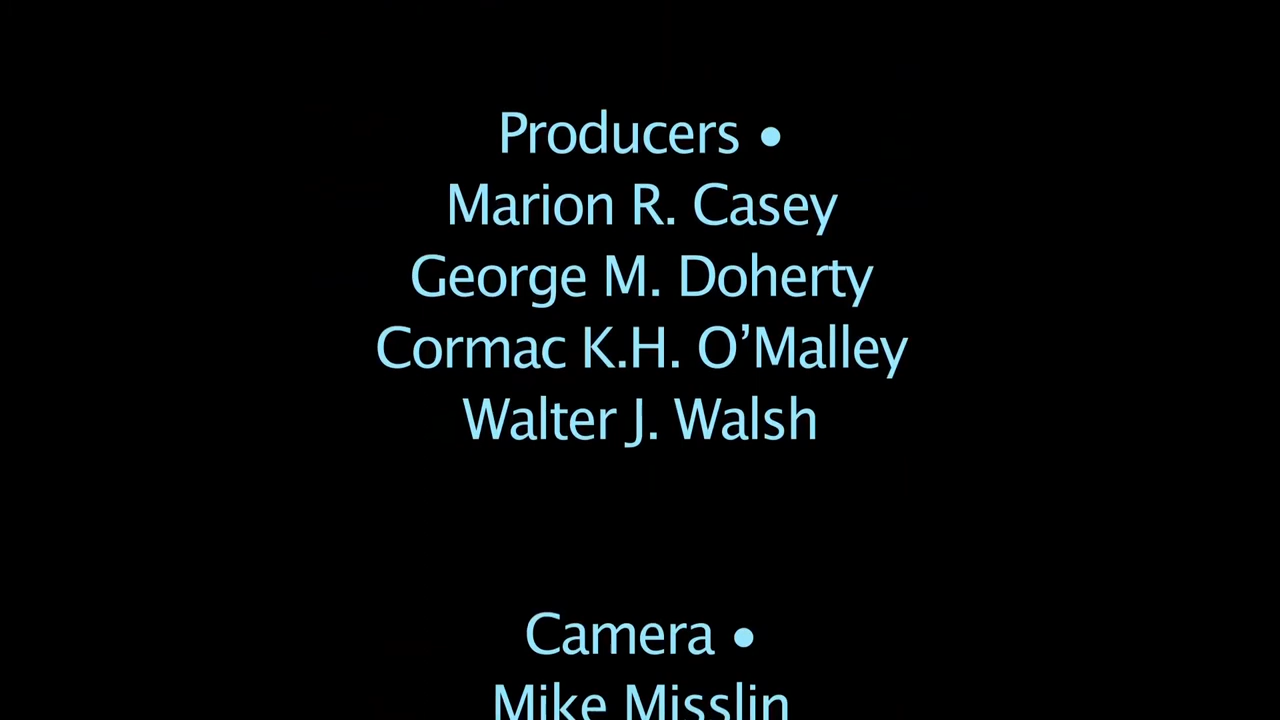 Producers •
Marion R. Casey
George M. Doherty
Cormac K.H. O’Malley
Walter J. Walsh
Camera •
Mike Misslin